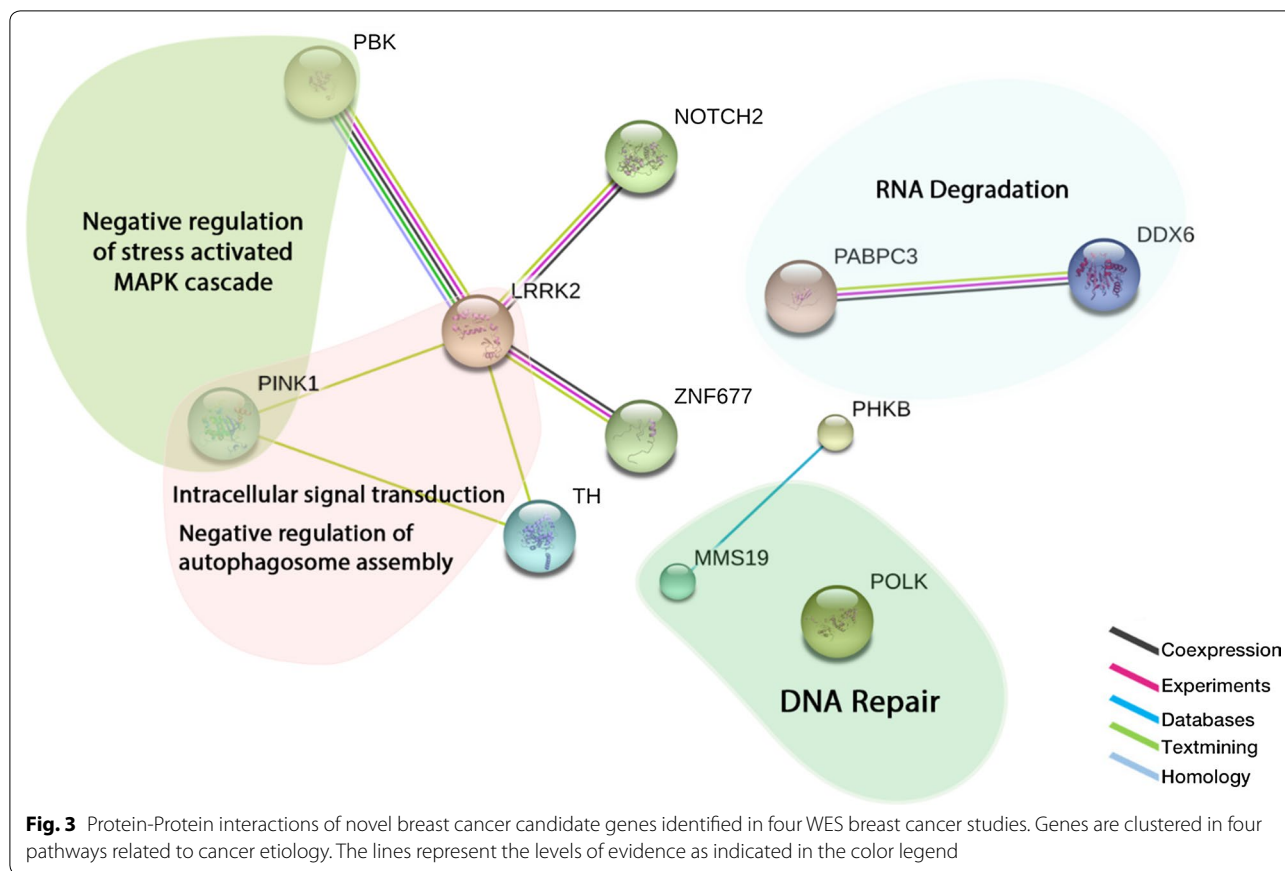 PBK
NOTCH2
RNA Degradation
Negative regulation
of stress activated
MAPK cascade
PABPC3
DDX6
LRRK2
PINK1
ZNF677
PHKB
Intracellular signal transduction
TH
Negative regulation of
autophagosome assembly
MMS19
POLK
DNA Repair
Coexpression
Experiments
Databases
Textmining
Homology
Fig. 3 Protein-Protein interactions of novel breast cancer candidate genes identified in four WES breast cancer studies. Genes are clustered in four
pathways related to cancer etiology. The lines represent the levels of evidence as indicated in the color legend